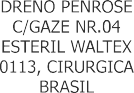 DRENO PENROSE
C/GAZE NR.04
ESTERIL WALTEX
0113, CIRURGICA
BRASIL